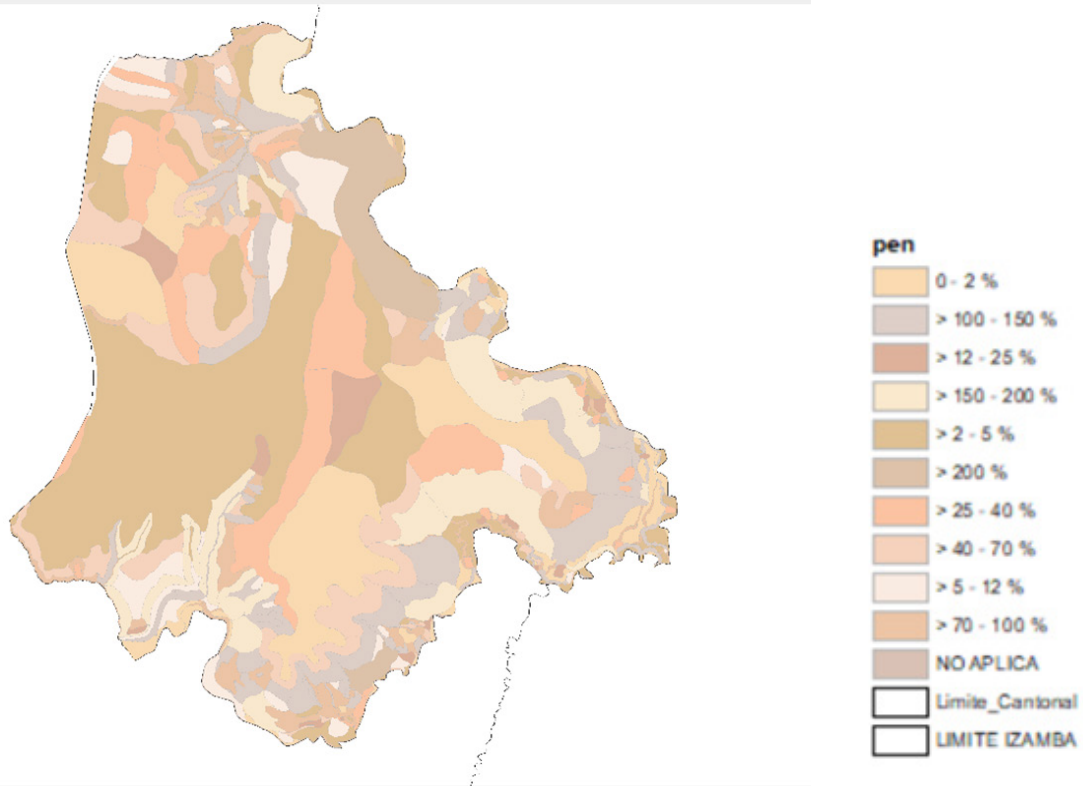 pen
0 - 2 %
> 100 - 150 %
> 12 - 25 %
> 150 - 200 %
> 2 - 5 %
> 200 %
> 25 - 40 %
> 40 - 70 %
> 5 - 12 %
> 70 - 100 %
NO APLICA
Limite_Cantonal
LIMITE IZAMBA